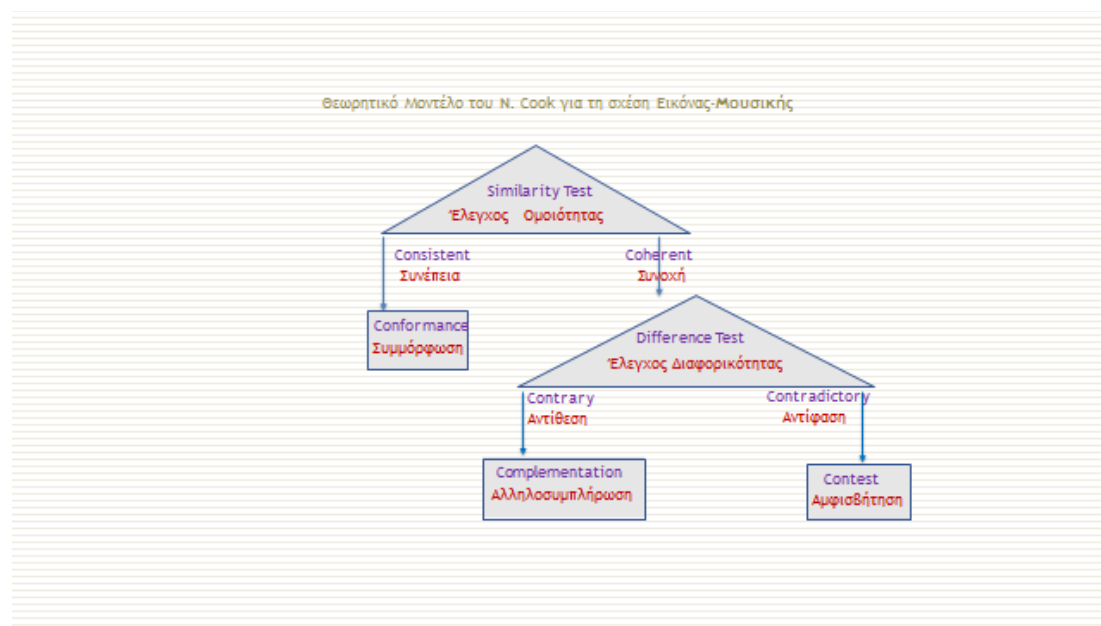 Θεωρητικό Μοντέλο του N. Cook για τη σχέση Εικόνας-Μουσικής
Similarity Test
Έλεγχος Ομοιότητας
Consistent
Συνέπεια
Coherent
Συνοχή
Conformance
Συμμόρφωση
Difference Test
Έλεγχος Διαφορικότητας
Contrary
Αντίθεση
Contradictory
Αντίφαση
Complementation
Αλληλοσυμπλήρωση
Contest
Αμφισβήτηση